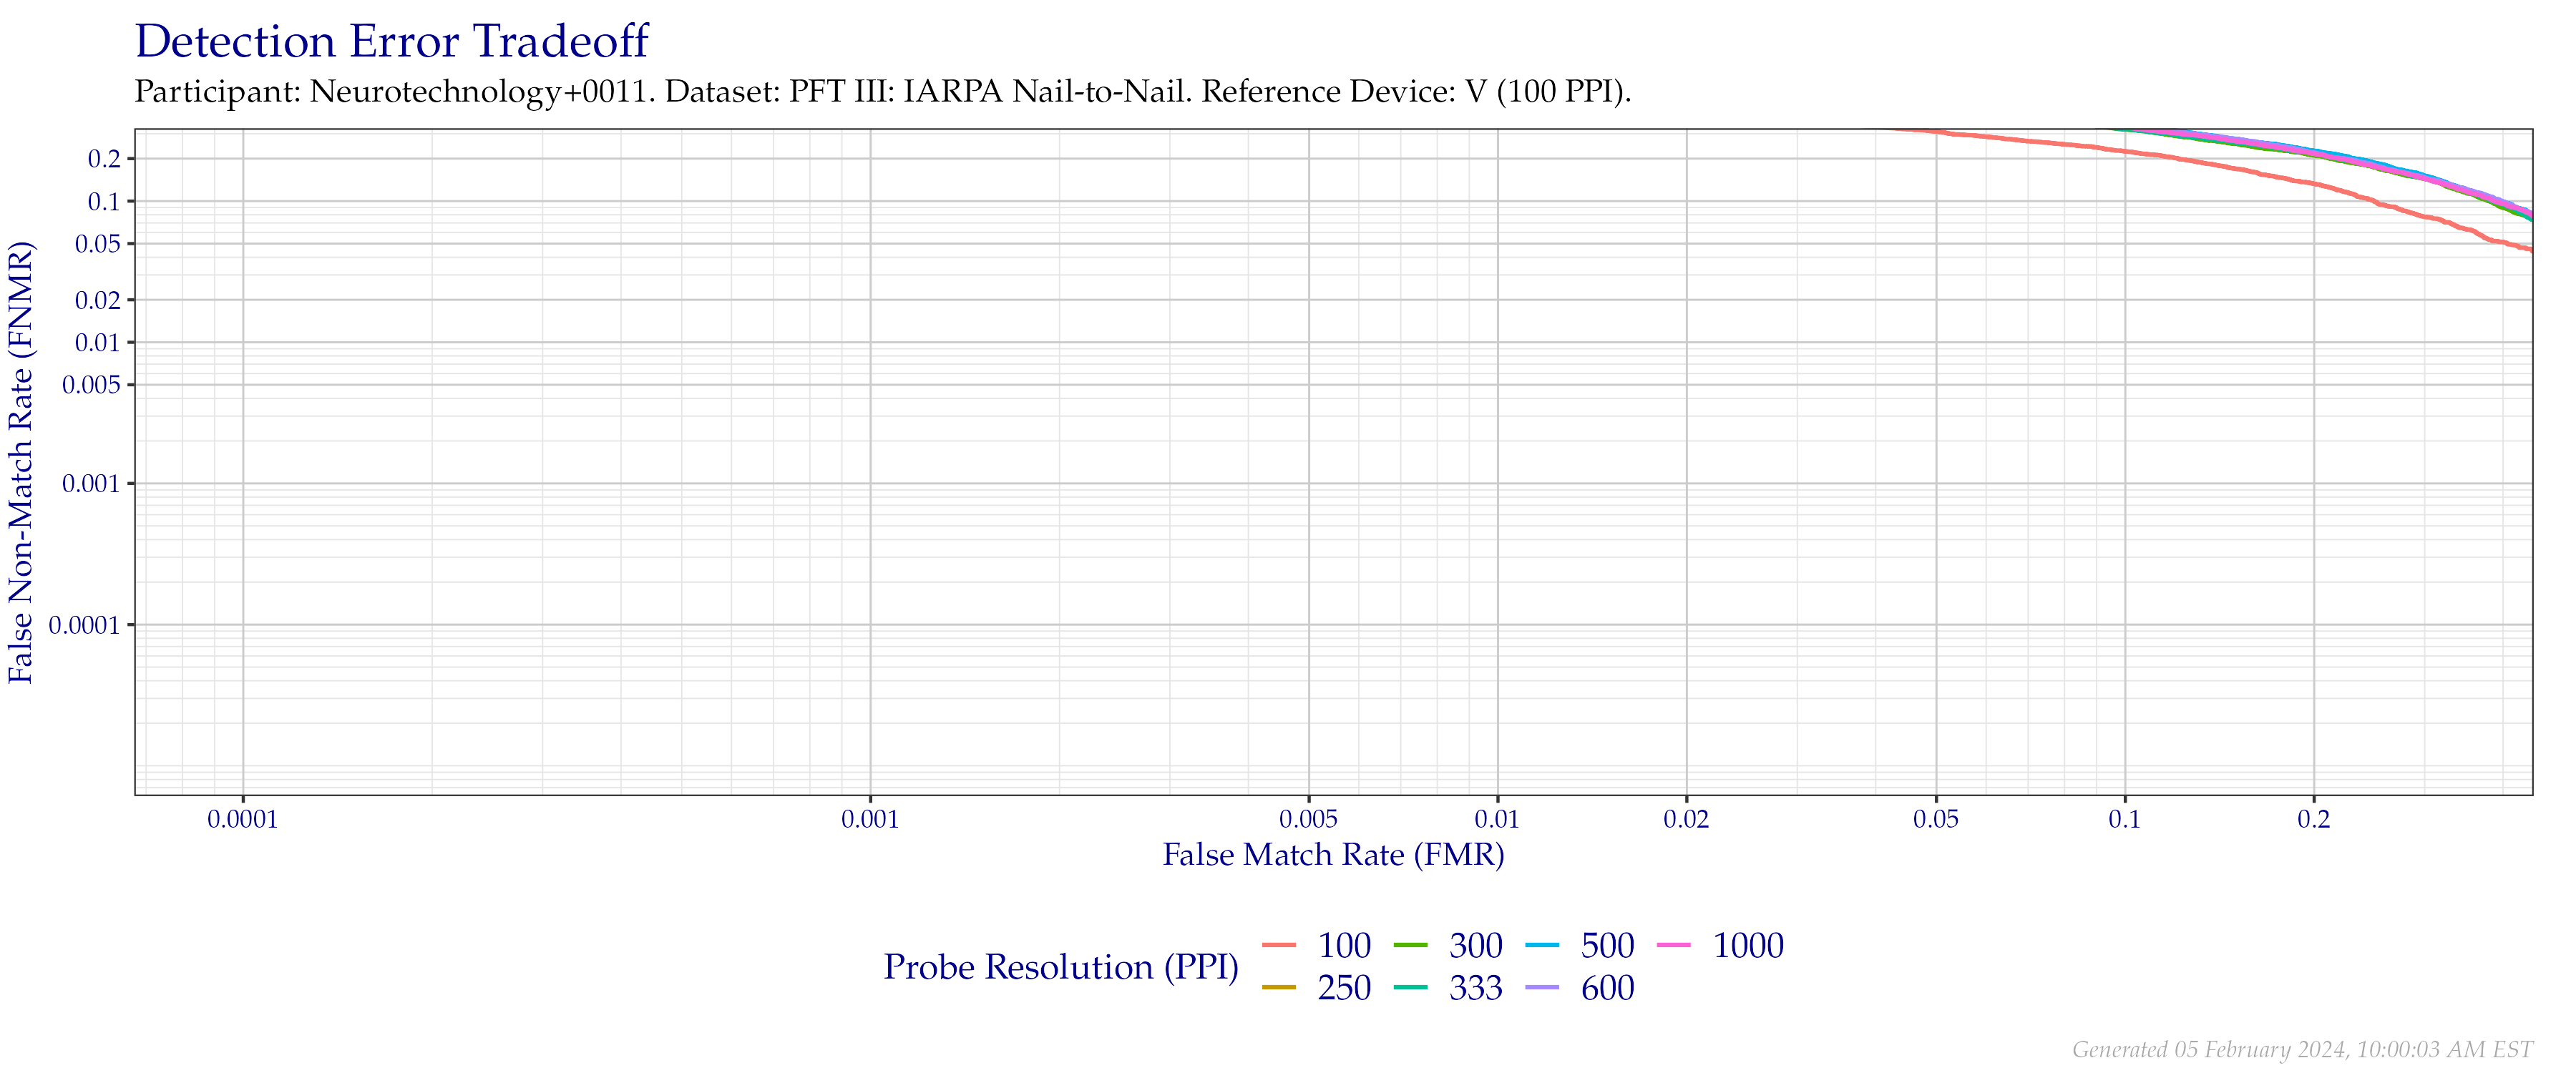 Detection Error Tradeoff
Participant: Neurotechnology+0011. Dataset: PFT III: IARPA Nail-to-Nail. Reference Device: V (100 PPI).
False Non-Match Rate (FNMR)
0.2
0.1
0.05
0.02
0.01
0.005
0.001
0.0001
0.0001 0.001 0.005 0.01 0.02 0.05 0.1 0.2
False Match Rate (FMR)
Probe Resolution (PPI)
100 300 500 1000
250 333 600
Generated 05 February 2024, 10:00:03 AM EST